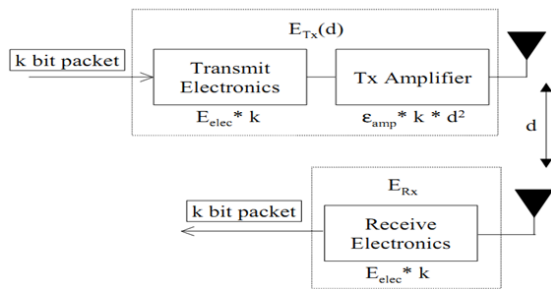 E_Tx(d)
k bit packet
Transmit
Electronics
Tx Amplifier
E_elec* k
ε_amp* k * d²
d
E_Rx
k bit packet
Receive
Electronics
E_elec* k